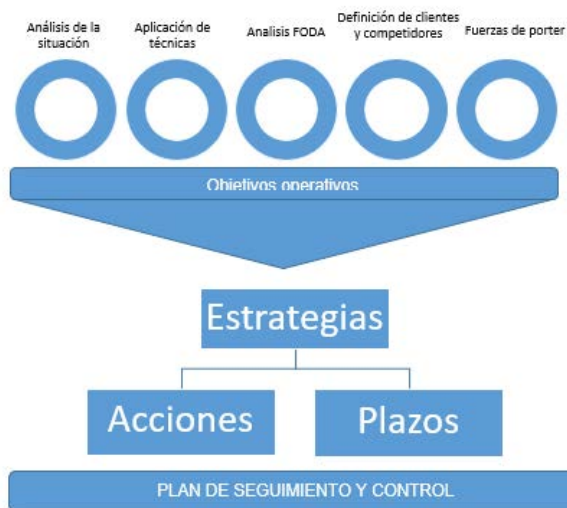 Análisis de la
situación
Aplicación de
técnicas
Analisis FODA
Definición de clientes
y competidores
Fuerzas de porter
Objetivos operativos
Estrategias
Acciones
Plazos
PLAN DE SEGUIMIENTO Y CONTROL